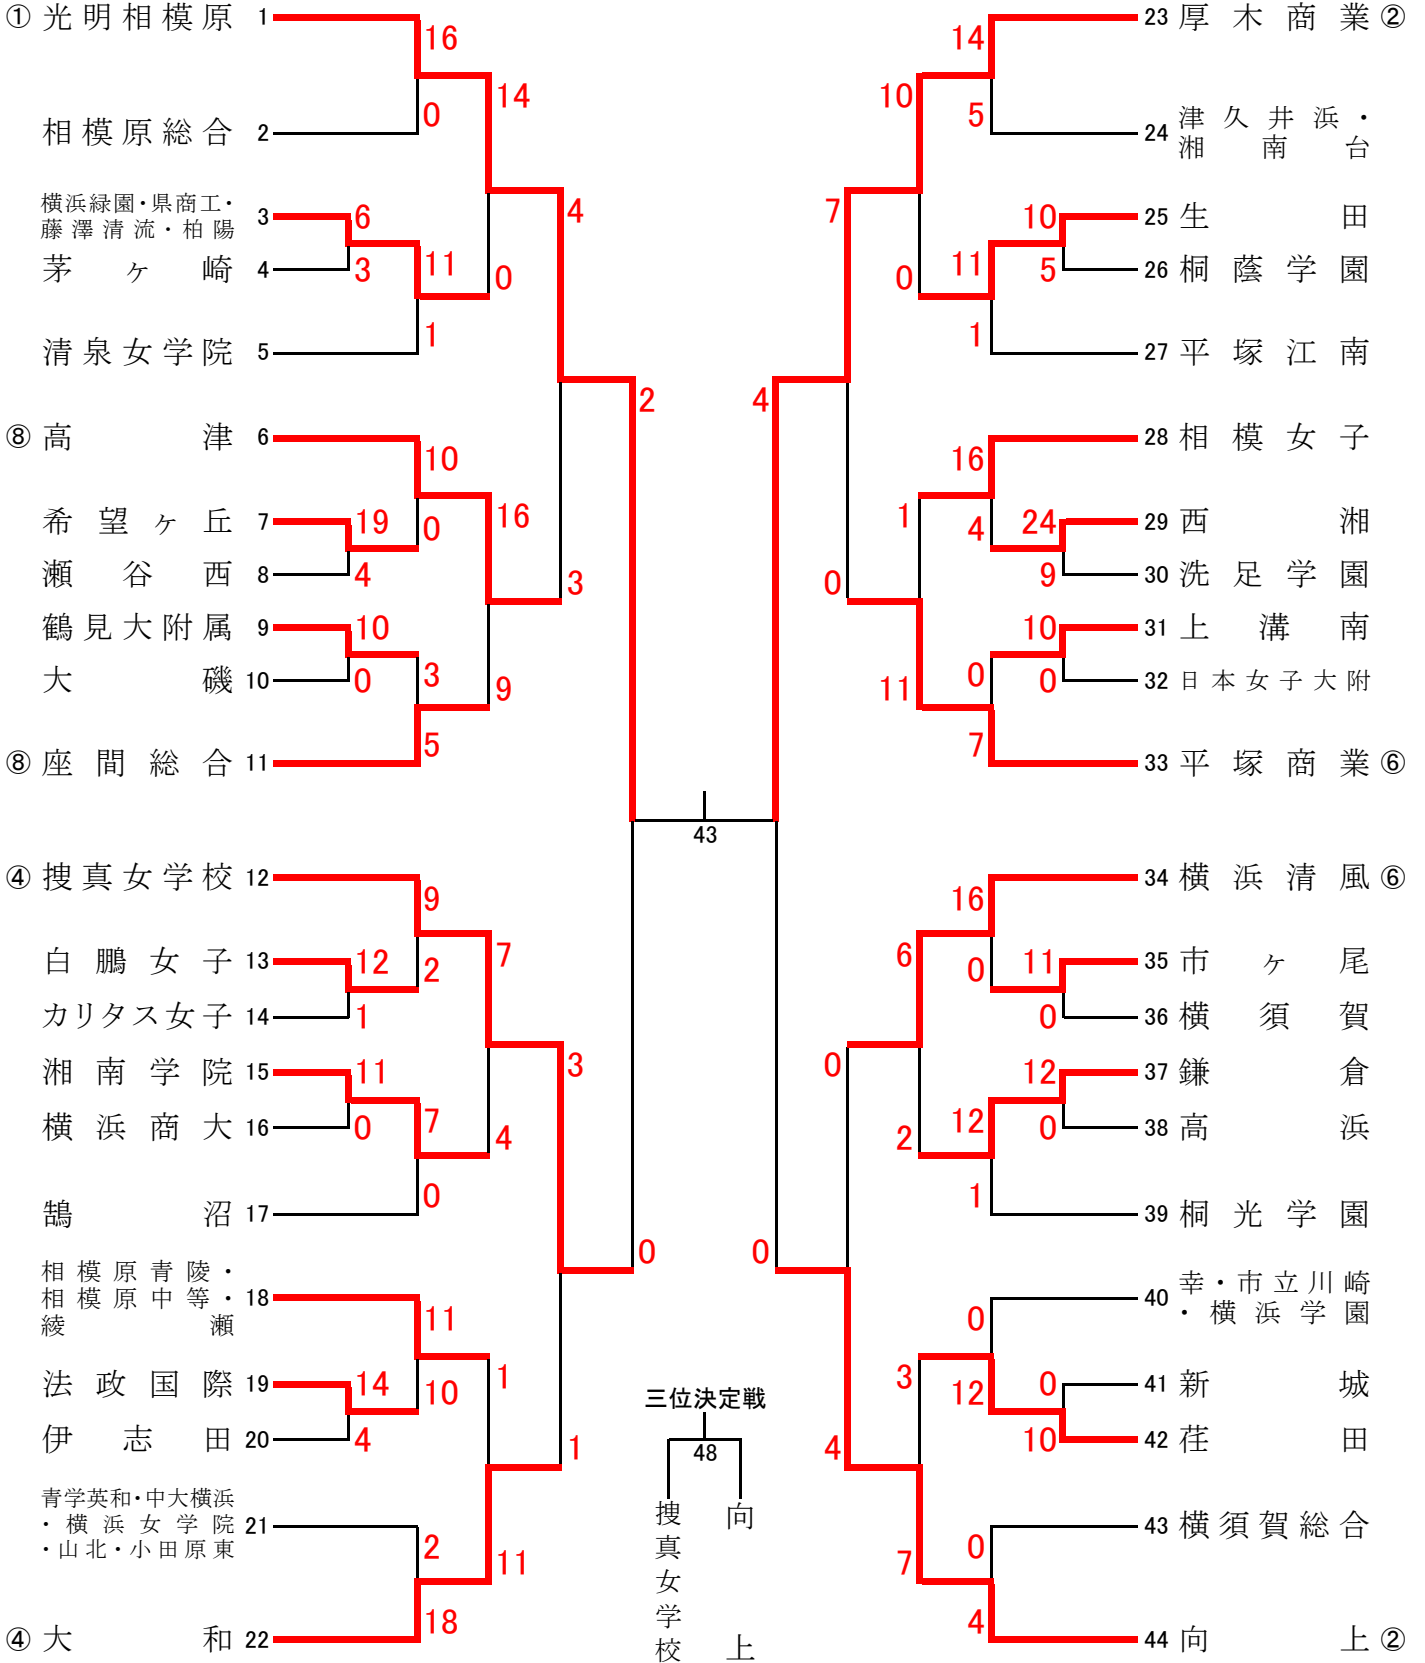 ① 光明相模原 1
16
0
相模原総合 2
14
横浜緑園・県商工・
藤澤清流・柏陽 3
6
茅ヶ崎 4
3
11
0
清泉女学院 5
1
4
⑧ 高津 6
10
希望ヶ丘 7
19
0
瀬谷西 8
4
16
鶴見大附属 9
10
大磯 10
0
3
9
⑧ 座間総合 11
5
3
2
④ 捜真女学校 12
9
白鵬女子 13
12
2
カリタス女子 14
1
7
湘南学院 15
11
横浜商大 16
0
7
4
鵠沼 17
0
3
相模原青陵・
相模原中等・ 18
綾瀬
11
法政国際 19
14
10
伊志田 20
4
1
青学英和・中大横浜
・横浜女学院 21
・山北・小田原東
2
11
④ 大和 22
18
1
0
43
三位決定戦
48
捜真女学校
向上
23 厚木商業 ②
14
5
24 津久井浜・
湘南台
10
25 生田
10
26 桐蔭学園
5
11
0
27 平塚江南
1
7
28 相模女子
16
29 西湘
24
4
30 洗足学園
9
1
31 上溝南
10
32 日本女子大附
0
0
11
33 平塚商業 ⑥
7
0
4
34 横浜清風 ⑥
16
35 市ヶ尾
11
0
36 横須賀
0
6
37 鎌倉
12
38 高浜
0
12
2
39 桐光学園
1
0
40 幸・市立川崎
・横浜学園
0
41 新城
0
12
42 荏田
10
3
43 横須賀総合
0
7
44 向上 ②
4
4
0